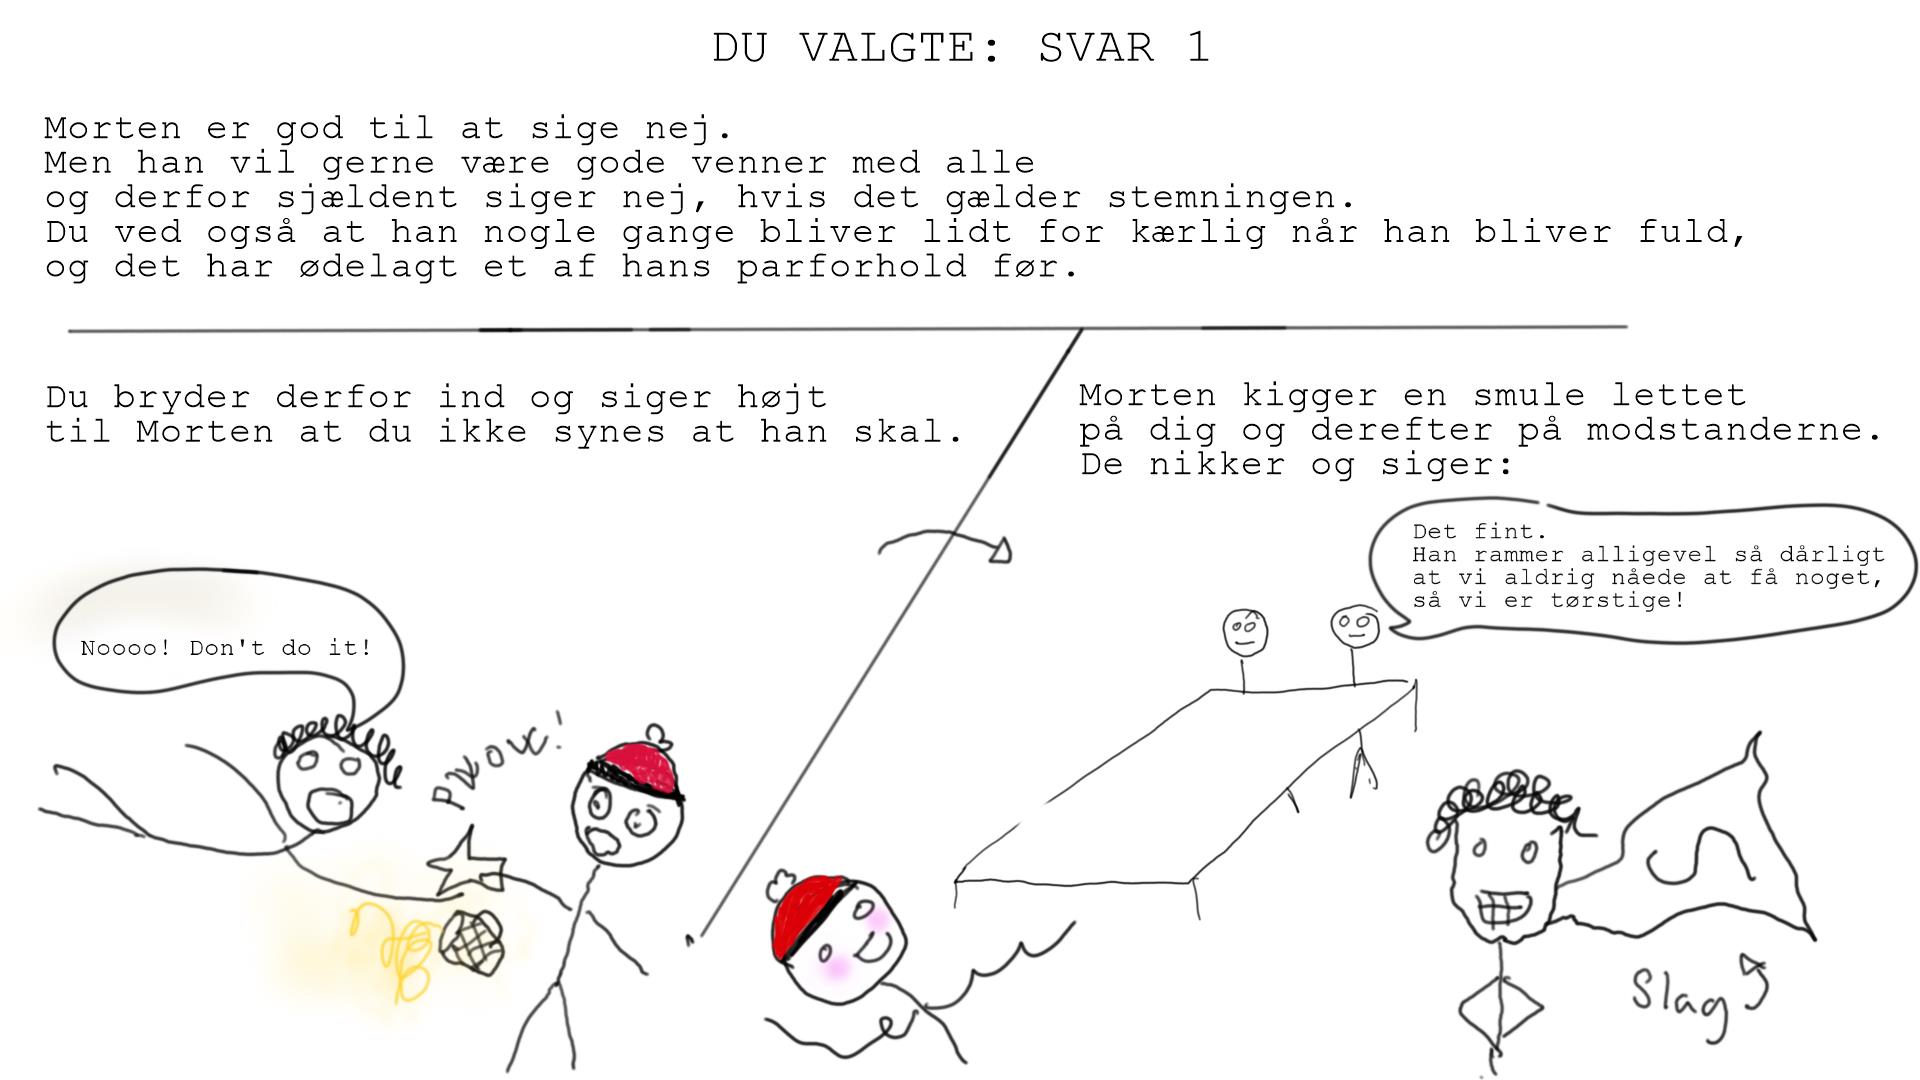 DU VALGTE: SVAR 1
Morten er god til at sige nej.
Men han vil gerne være gode venner med alle
og derfor sjældent siger nej, hvis det gælder stemningen.
Du ved også at han nogle gange bliver lidt for kærlig når han bliver fuld,
og det har ødelagt et af hans parforhold før.
Du bryder derfor ind og siger højt
til Morten at du ikke synes at han skal.
Noooo! Don't do it!
Morten kigger en smule lettet
på dig og derefter på modstanderne.
De nikker og siger:
Det fint.
Han rammer alligevel så dårligt
at vi aldrig nåede at få noget,
så vi er tørstige!
Slag